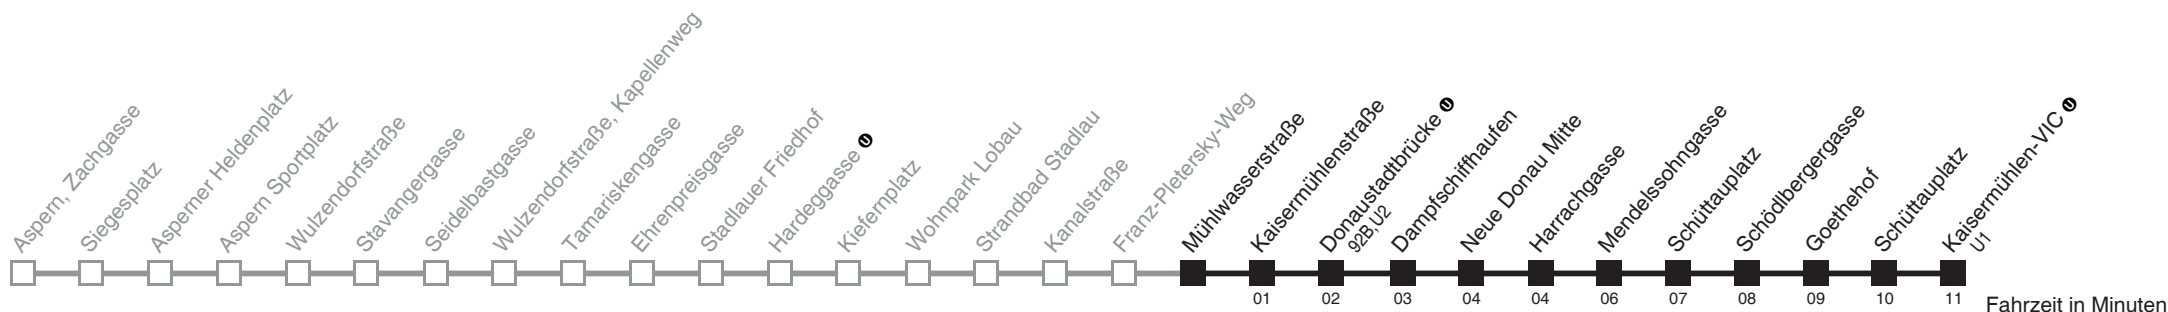 Aspern, Zachgasse
Siegesplatz
Asperner Heldenplatz
Aspern Sportplatz
Wulzendorfstraße
Stavangergasse
Seidelbastgasse
Wulzendorfstraße, Kapellenweg
Tamariskengasse
Ehrenpreisgasse
Stadlauer Friedhof
Hardeggasse U
Kiefernplatz
Wohnpark Lobau
Strandbad Stadlau
Kanalstraße
Franz-Pletersky-Weg
Mühlwasserstraße
Kaisermühlenstraße
Donaustadtbrücke U
92B,U2
Dampfschiffhaufen
Neue Donau Mitte
Harrachgasse
Mendelssohngasse
Schüttauplatz
Schödlbergergasse
Goethehof
Schüttauplatz
Kaisermühlen-VIC U
U1
01 02 03 04 04 06 07 08 09 10 11 Fahrzeit in Minuten